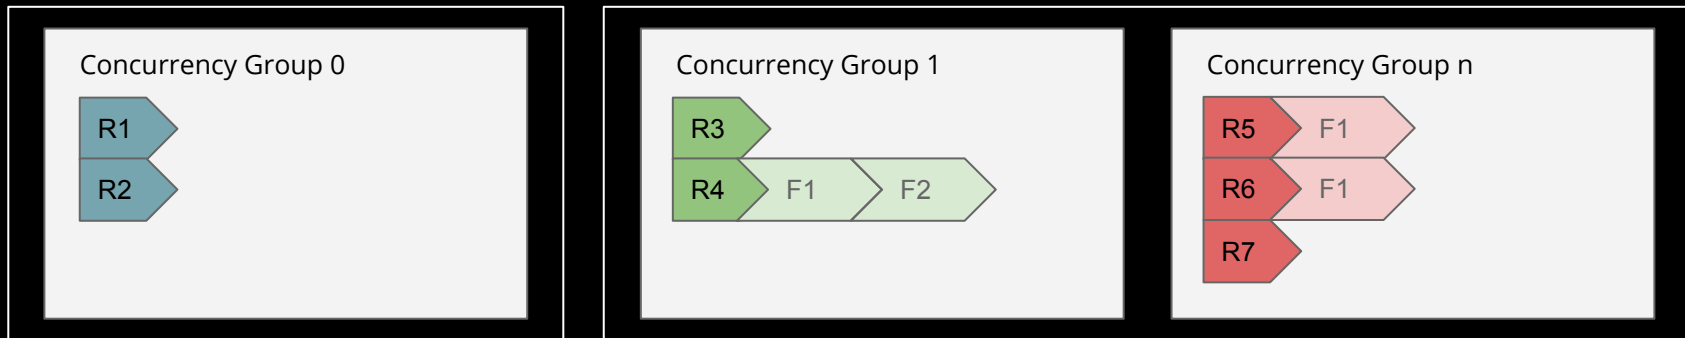 Concurrency Group 0
R1
R2
Concurrency Group 1
R3
R4 F1 F2
Concurrency Group n
R5 F1
R6 F1
R7